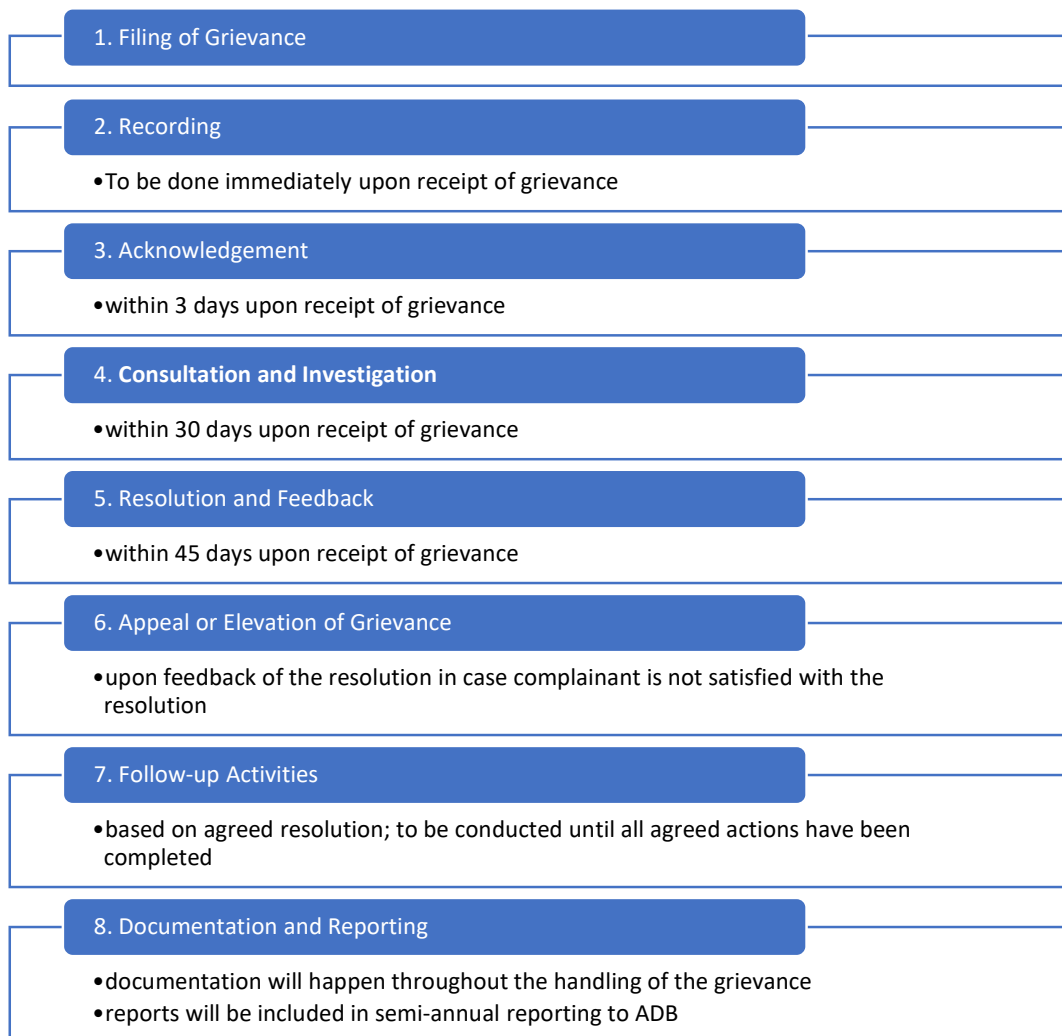 1. Filing of Grievance
2. Recording
•To be done immediately upon receipt of grievance
3. Acknowledgement
•within 3 days upon receipt of grievance
4. Consultation and Investigation
•within 30 days upon receipt of grievance
5. Resolution and Feedback
•within 45 days upon receipt of grievance
6. Appeal or Elevation of Grievance
•upon feedback of the resolution in case complainant is not satisfied with the
resolution
7. Follow-up Activities
•based on agreed resolution; to be conducted until all agreed actions have been
completed
8. Documentation and Reporting
•documentation will happen throughout the handling of the grievance
•reports will be included in semi-annual reporting to ADB